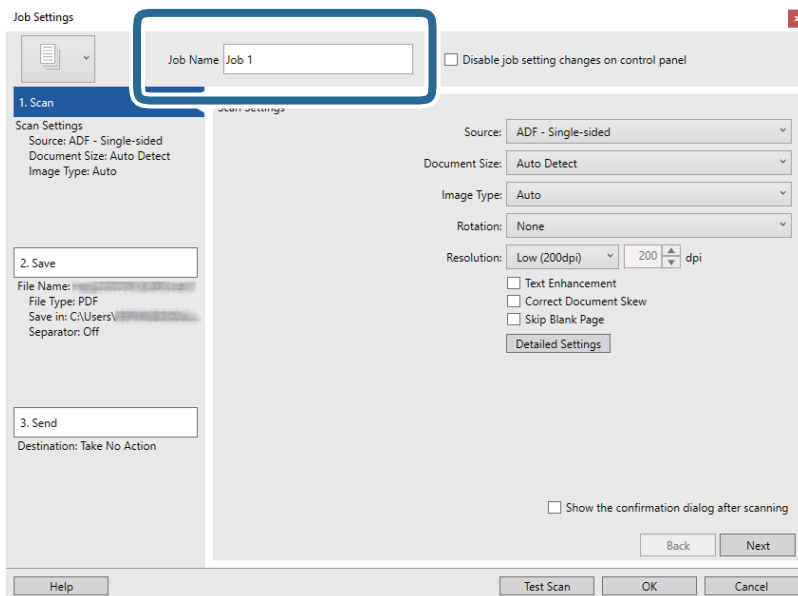 Job Settings
Job Name Job 1
Disable job setting changes on control panel
1. Scan
Scan Settings
Source: ADF - Single-sided
Document Size: Auto Detect
Image Type: Auto
2. Save
File Name:
File Type: PDF
Save in: C:\Users\
Separator: Off
3. Send
Destination: Take No Action
Scan Settings
Source: ADF - Single-sided
Document Size: Auto Detect
Image Type: Auto
Rotation: None
Resolution: Low (200dpi) 200 dpi
Text Enhancement
Correct Document Skew
Skip Blank Page
Detailed Settings
Show the confirmation dialog after scanning
Back Next
Help Test Scan OK Cancel